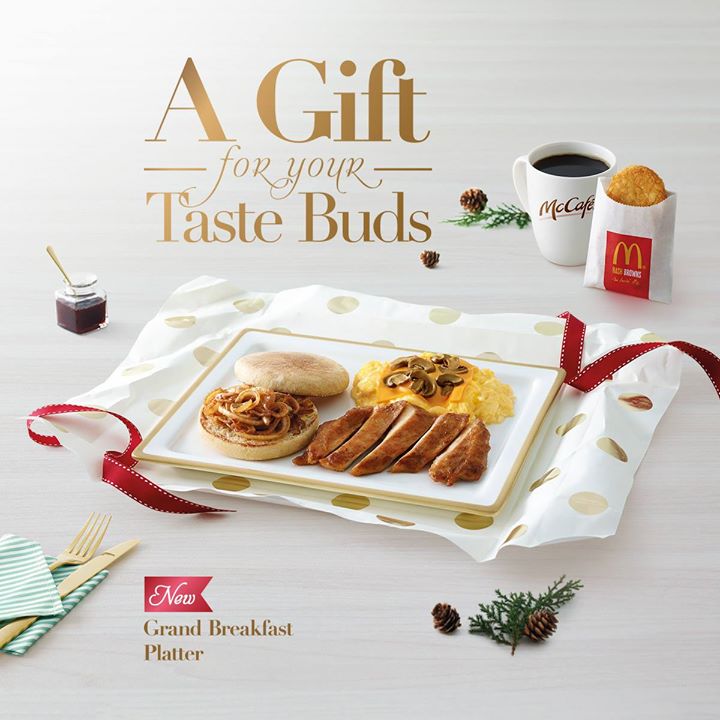 A Gift
for your
Taste Buds
McCafé
M
HASH BROWNS
New
Grand Breakfast
Platter